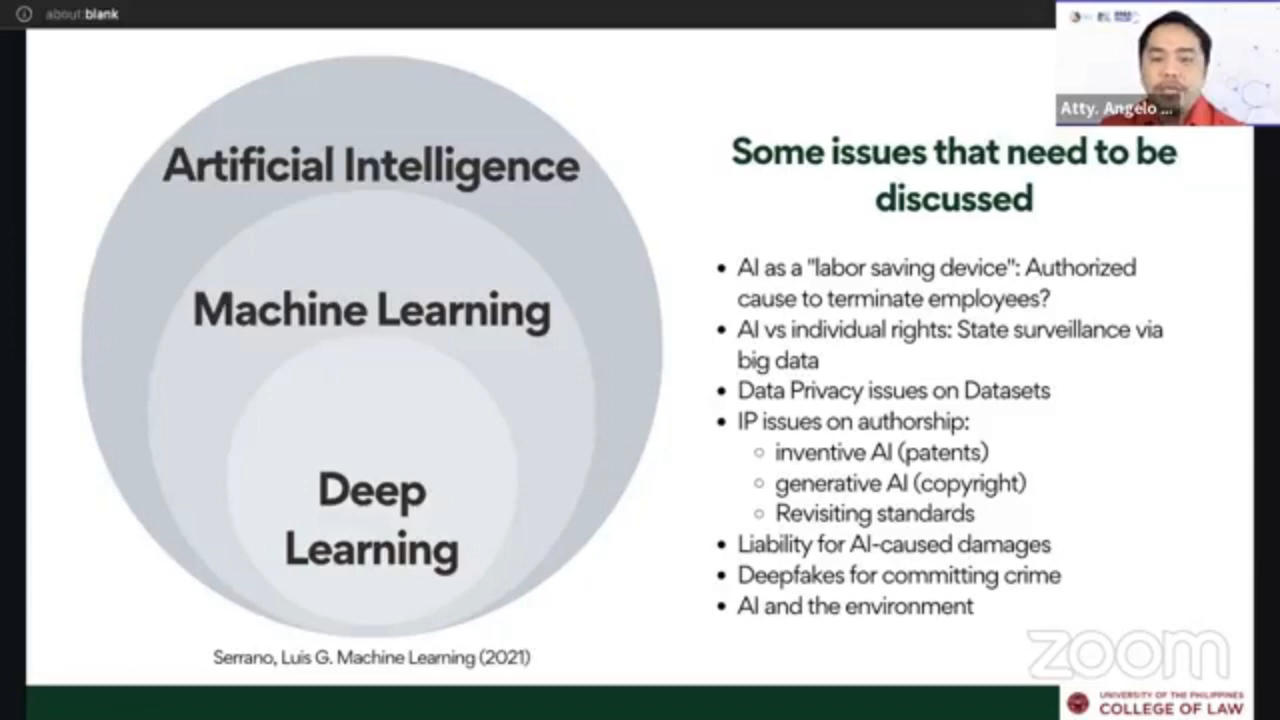 about:blank
Atty. Angelo ...
Artificial Intelligence
Machine Learning
Deep
Learning
Serrano, Luis G. Machine Learning (2021)
Some issues that need to be
discussed
• AI as a "labor saving device": Authorized
cause to terminate employees?
• AI vs individual rights: State surveillance via
big data
• Data Privacy issues on Datasets
• IP issues on authorship:
○ inventive AI (patents)
○ generative AI (copyright)
○ Revisiting standards
• Liability for AI-caused damages
• Deepfakes for committing crime
• AI and the environment
zoom
UNIVERSITY OF THE PHILIPPINES
COLLEGE OF LAW